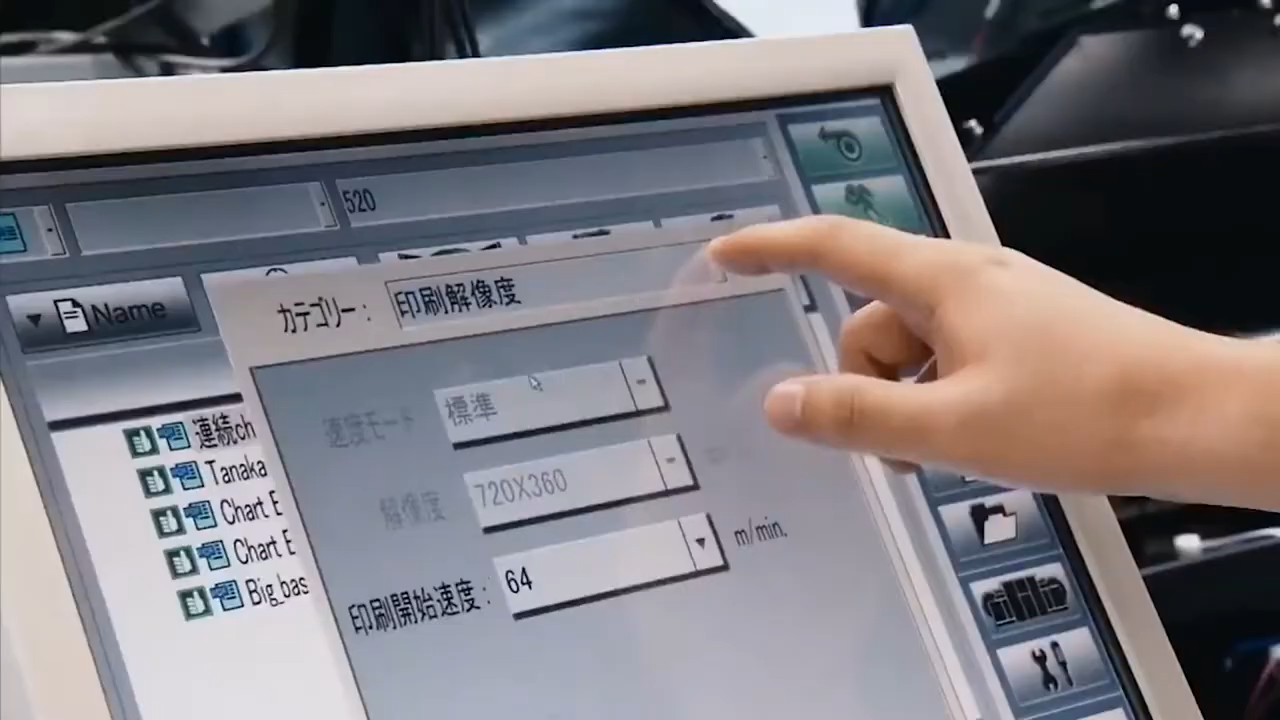 520
Name
カテゴリー： 印刷解像度
速度モード 標準
解像度 720X360
印刷開始速度： 64 m/min.
連続ch
Tanaka
Chart E
Chart E
Big_bas